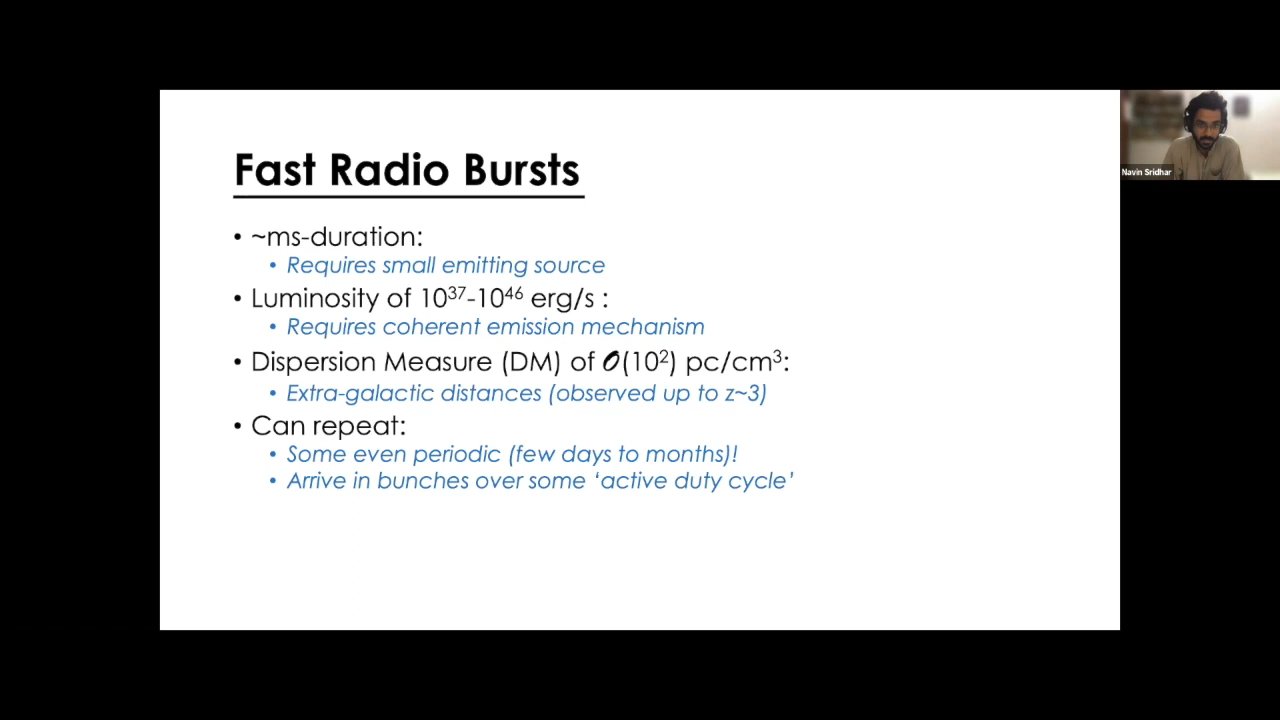 Fast Radio Bursts
• ~ms-duration:
• Requires small emitting source
• Luminosity of 10³⁷-10⁴⁶ erg/s :
• Requires coherent emission mechanism
• Dispersion Measure (DM) of 𝒪(10²) pc/cm³:
• Extra-galactic distances (observed up to z~3)
• Can repeat:
• Some even periodic (few days to months)!
• Arrive in bunches over some ‘active duty cycle’
Navin Sridhar